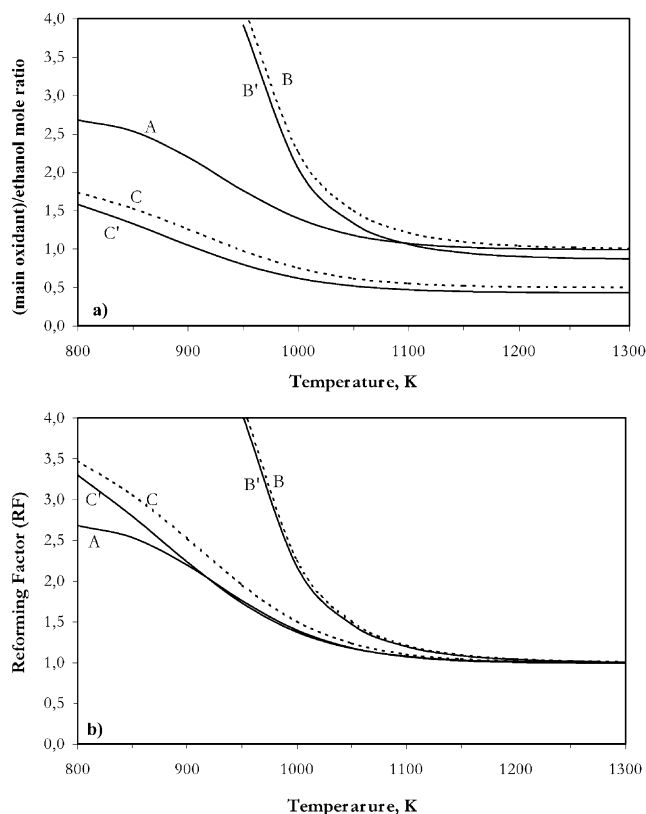 4,0
3,5
3,0
2,5
2,0
1,5
1,0
0,5
0,0
(main oxidant)/ethanol mole ratio
B
B'
A
C
C'
a)
800 900 1000 1100 1200 1300
Temperature, K
4,0
3,5
3,0
2,5
2,0
1,5
1,0
0,5
0,0
Reforming Factor (RF)
C' C
B' B
A
b)
800 900 1000 1100 1200 1300
Temperarure, K